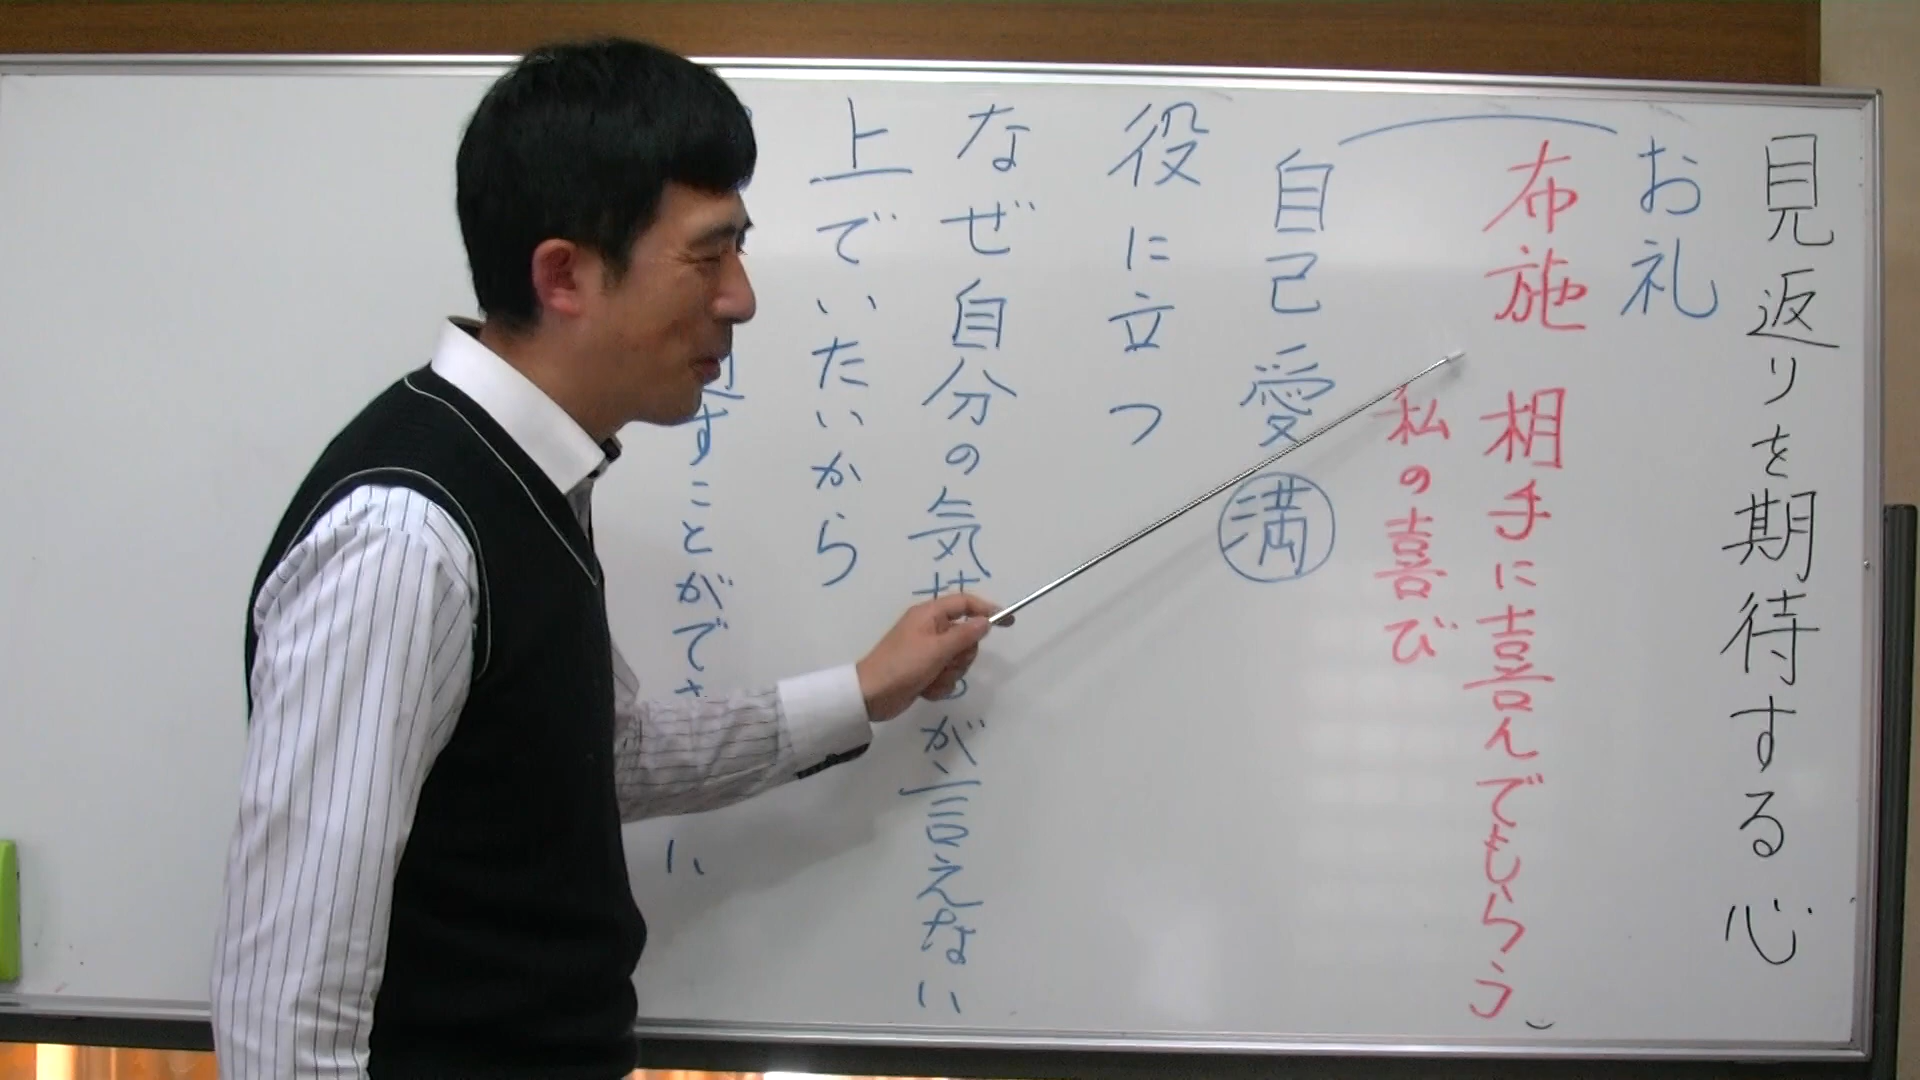 見返りを期待する心
お礼
布施 相手に喜んでもらう
私の喜び
自己愛 満
役に立つ
なぜ自分の気持ちが言えない
上でいたいから
すことがで